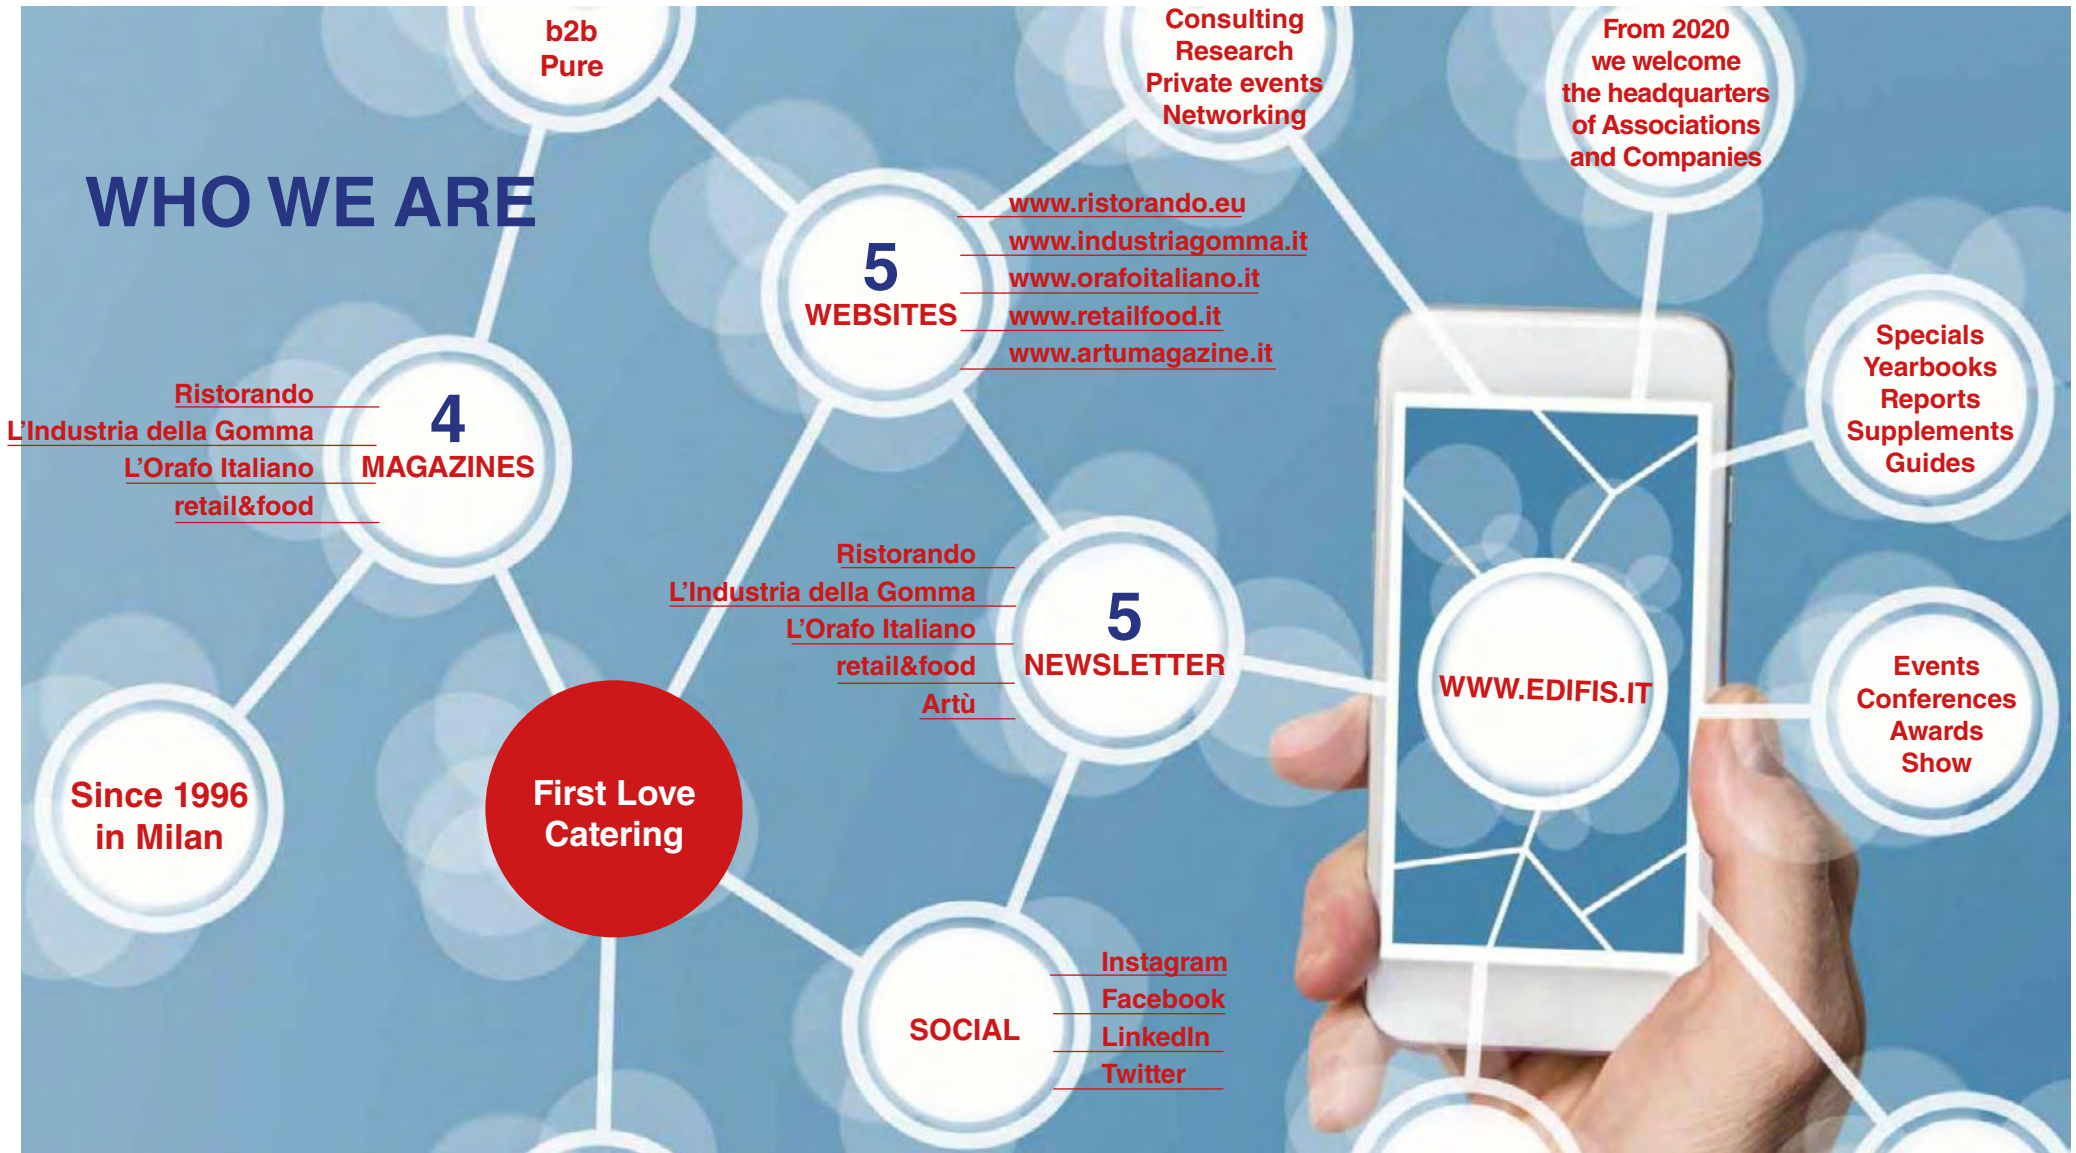 b2b
Pure
Consulting
Research
Private events
Networking
From 2020
we welcome
the headquarters
of Associations
and Companies
WHO WE ARE
5
WEBSITES
www.ristorando.eu
www.industriagomma.it
www.orafoitaliano.it
www.retailfood.it
www.artumagazine.it
Specials
Yearbooks
Reports
Supplements
Guides
Ristorando
L’Industria della Gomma
L’Orafo Italiano
retail&food
4
MAGAZINES
Ristorando
L’Industria della Gomma
L’Orafo Italiano
retail&food
Artù
5
NEWSLETTER
WWW.EDIFIS.IT
Events
Conferences
Awards
Show
Since 1996
in Milan
First Love
Catering
SOCIAL
Instagram
Facebook
LinkedIn
Twitter